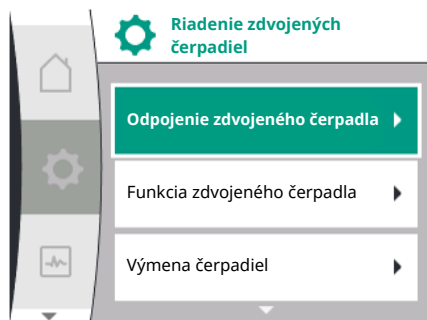 Riadenie zdvojených
čerpadiel
Odpojenie zdvojeného čerpadla
Funkcia zdvojeného čerpadla
Výmena čerpadiel